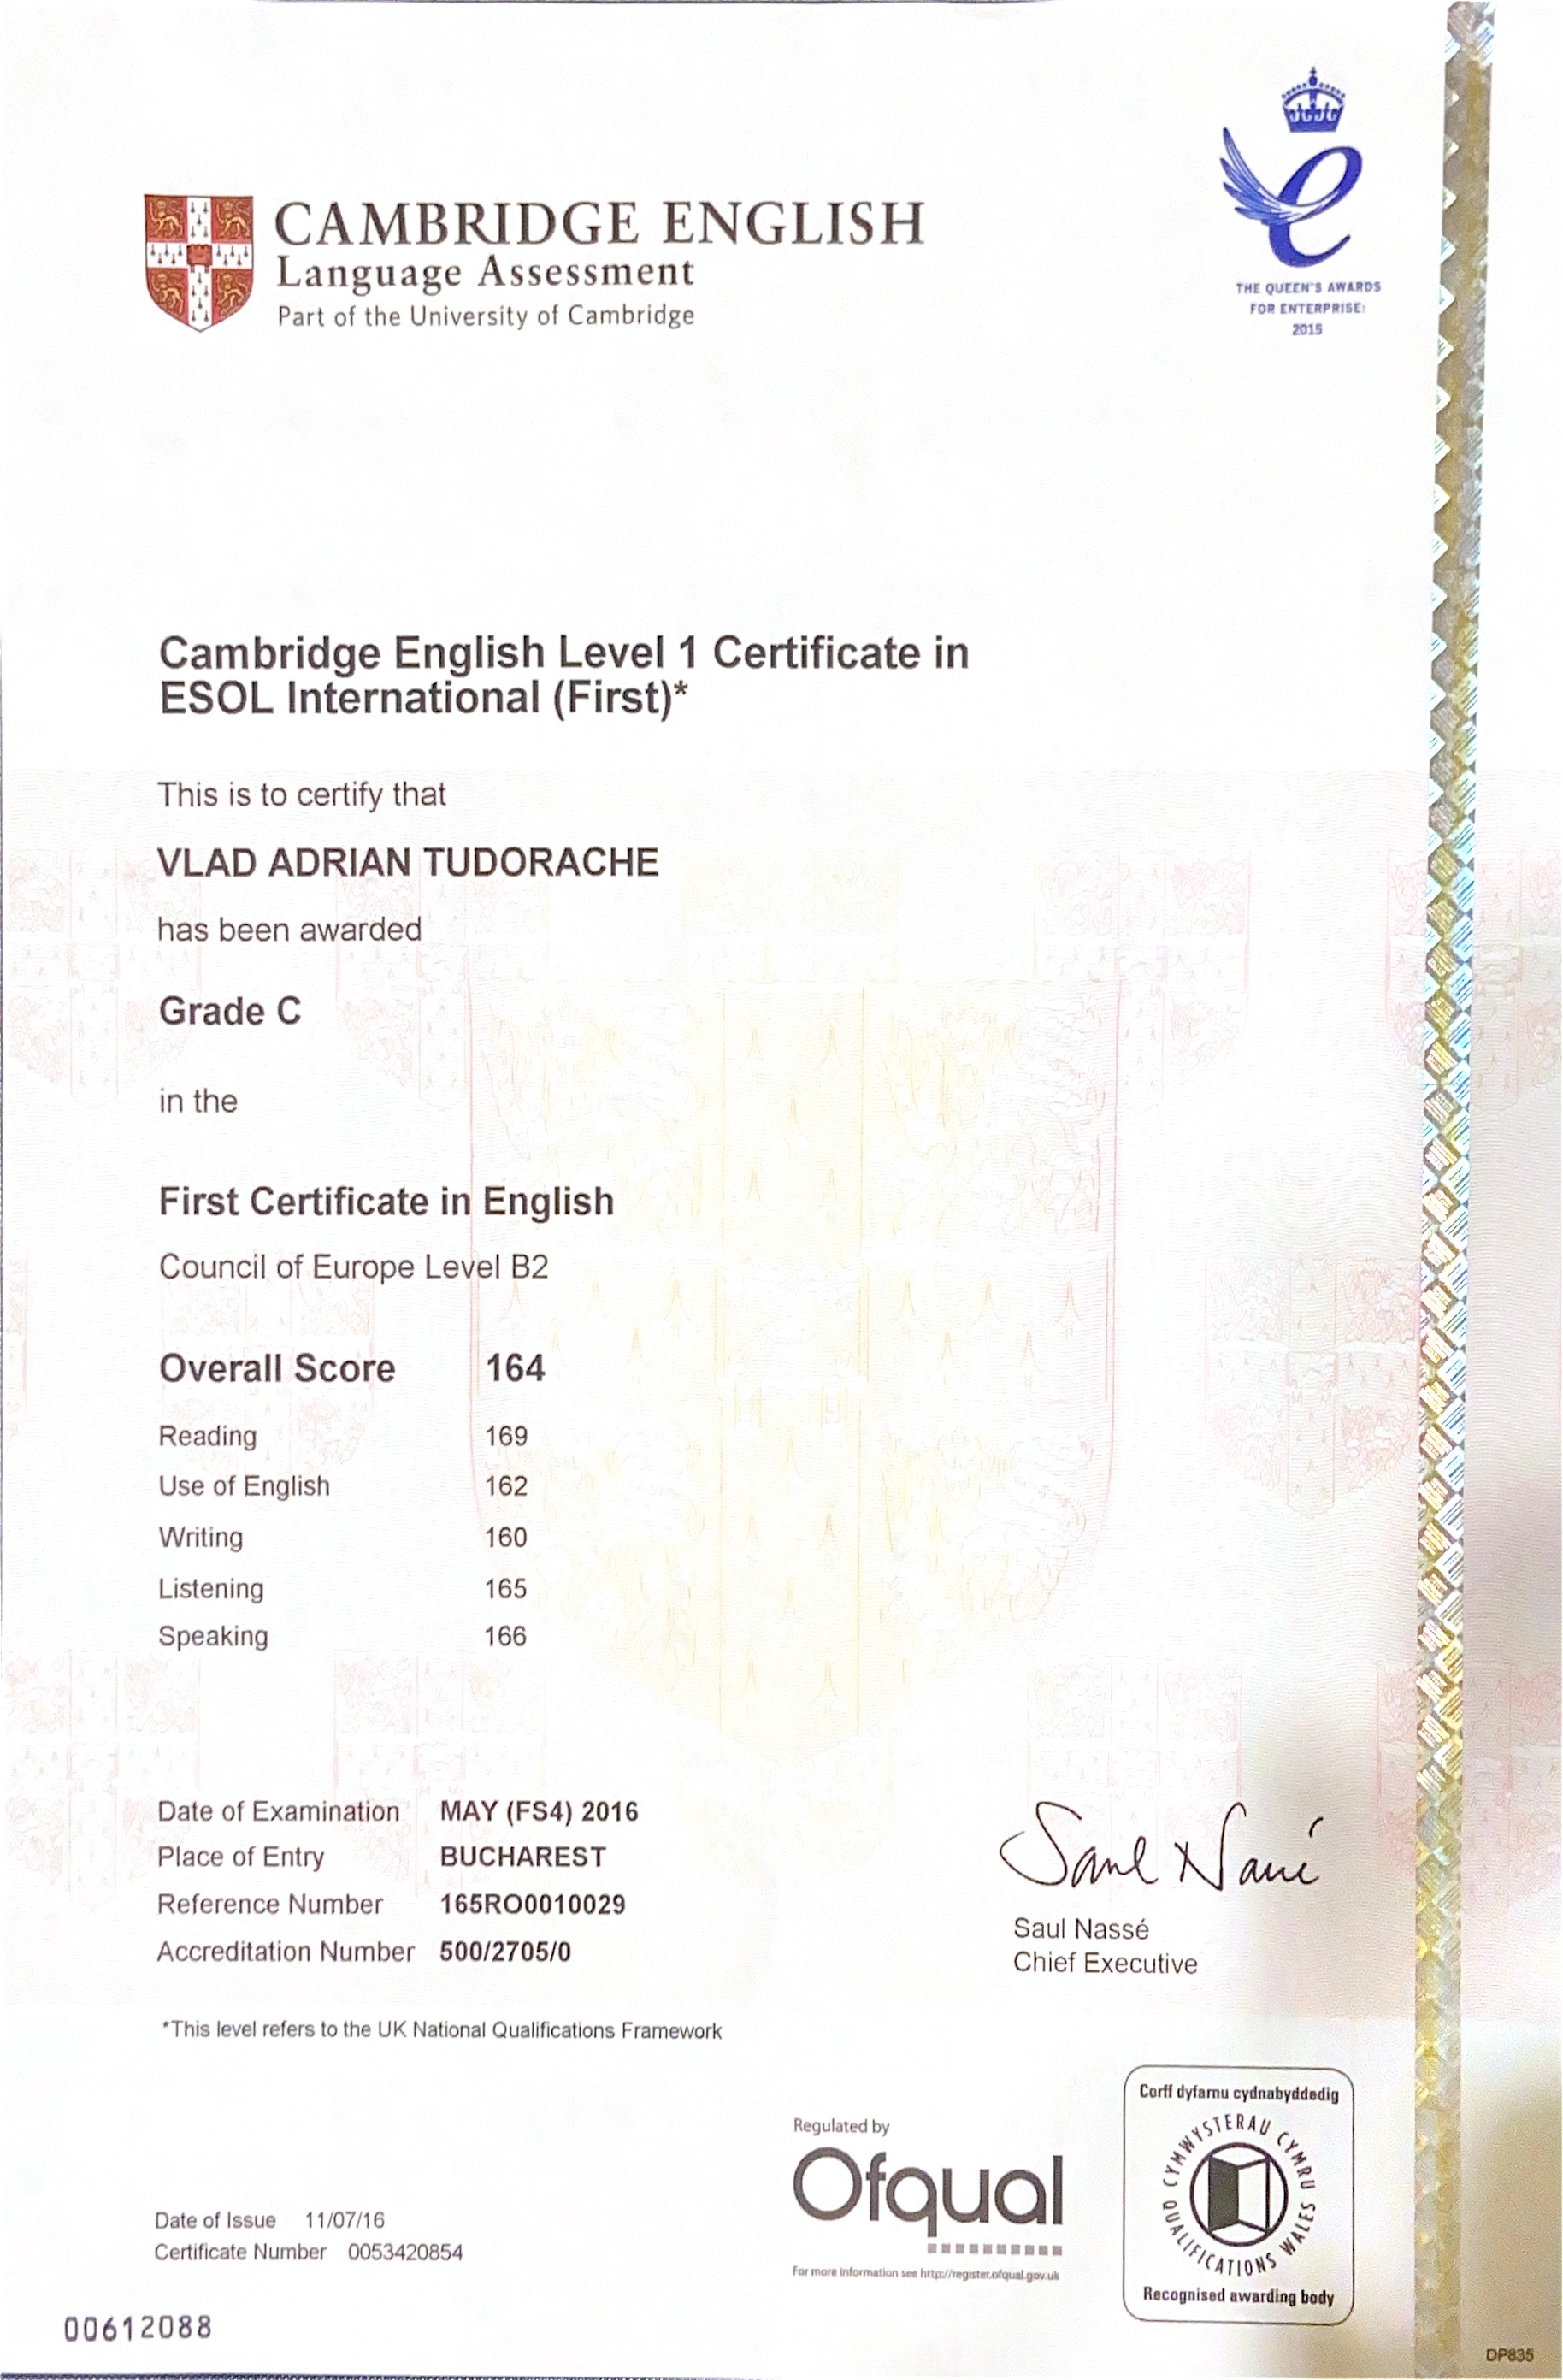 CAMBRIDGE ENGLISH
Language Assessment
Part of the University of Cambridge
THE QUEEN'S AWARDS
FOR ENTERPRISE:
2015
Cambridge English Level 1 Certificate in
ESOL International (First)*
This is to certify that
VLAD ADRIAN TUDORACHE
has been awarded
Grade C
in the
First Certificate in English
Council of Europe Level B2
Overall Score 164
Reading 169
Use of English 162
Writing 160
Listening 165
Speaking 166
Date of Examination MAY (FS4) 2016
Place of Entry BUCHAREST
Reference Number 165RO0010029
Accreditation Number 500/2705/0
Saul Nassé
Saul Nassé
Chief Executive
*This level refers to the UK National Qualifications Framework
Regulated by
Ofqual
For more information see http://register.ofqual.gov.uk
Corff dyfarnu cydnabyddedig
CYMWYSTERAU CYMRU
QUALIFICATIONS WALES
Recognised awarding body
Date of Issue 11/07/16
Certificate Number 0053420854
00612088
DP835